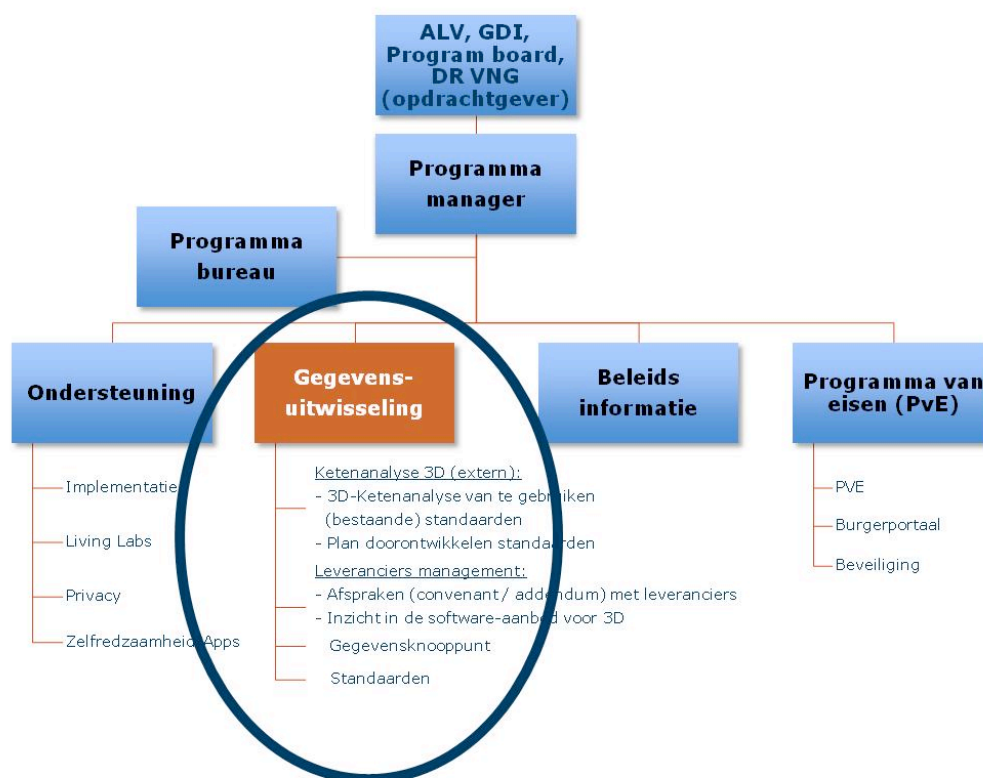 ALV, GDI,
Program board,
DR VNG
(opdrachtgever)
Programma
manager
Programma
bureau
Ondersteuning
Implementatie
Living Labs
Privacy
Zelfredzaamheid Apps
Gegevens-
uitwisseling
Ketenanalyse 3D (extern):
- 3D-Ketenanalyse van te gebruiken
(bestaande) standaarden
- Plan doorontwikkelen standaarden
Leveranciers management:
- Afspraken (convenant / addendum) met leveranciers
- Inzicht in de software-aanbod voor 3D
Gegevensknooppunt
Standaarden
Beleids
informatie
Programma van
eisen (PvE)
PVE
Burgerportaal
Beveiliging